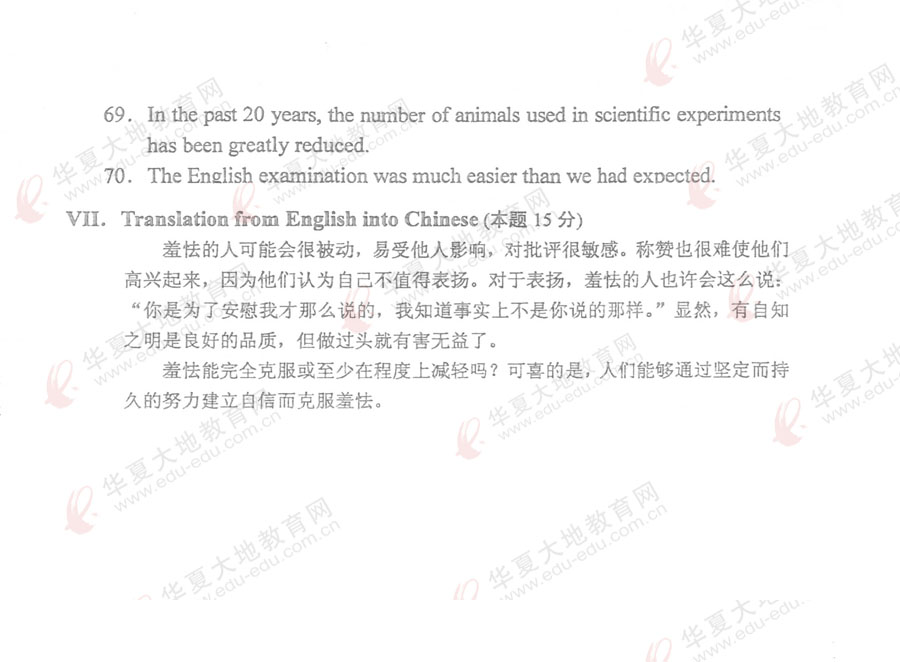 69. In the past 20 years, the number of animals used in scientific experiments
has been greatly reduced.
70. The English examination was much easier than we had expected.
VII. Translation from English into Chinese (本题 15 分)
羞怯的人可能会很被动，易受他人影响，对批评很敏感。称赞也很难使他们
高兴起来，因为他们认为自己不值得表扬。对于表扬，羞怯的人也许会这么说：
“你是为了安慰我才那么说的，我知道事实上不是你说的那样。”显然，有自知
之明是良好的品质，但做过头就有害无益了。
羞怯能完全克服或至少在程度上减轻吗？可喜的是，人们能够通过坚定而持
久的努力建立自信而克服羞怯。
华夏大地教育网
www.edu-edu.com.cn